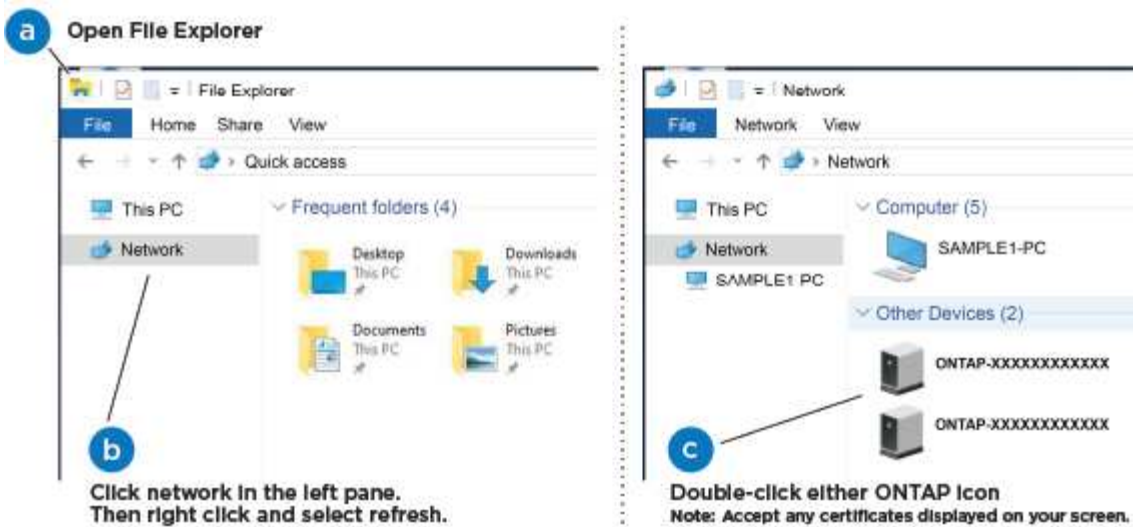 a
Open File Explorer
File Explorer
File Home Share View
Quick access
This PC
Network
Frequent folders (4)
Desktop
This PC
Downloads
This PC
Documents
This PC
Pictures
This PC
b
Click network in the left pane.
Then right click and select refresh.
Network
File Network View
Network
This PC
Network
SAMPLE1 PC
Computer (5)
SAMPLE1-PC
Other Devices (2)
ONTAP-XXXXXXXXXXXX
ONTAP-XXXXXXXXXXXX
c
Double-click either ONTAP icon
Note: Accept any certificates displayed on your screen.